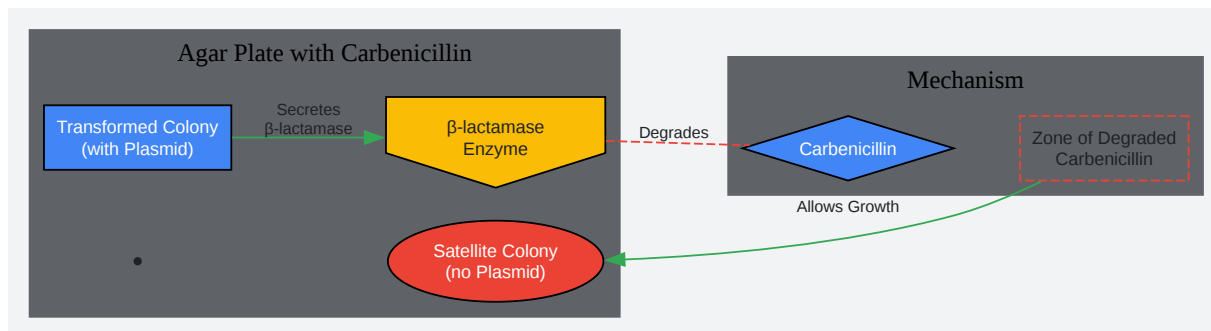 Agar Plate with Carbenicillin
Transformed Colony
(with Plasmid)
Secretes
β-lactamase
β-lactamase
Enzyme
Satellite Colony
(no Plasmid)
Degrades
Mechanism
Carbenicillin
Zone of Degraded
Carbenicillin
Allows Growth